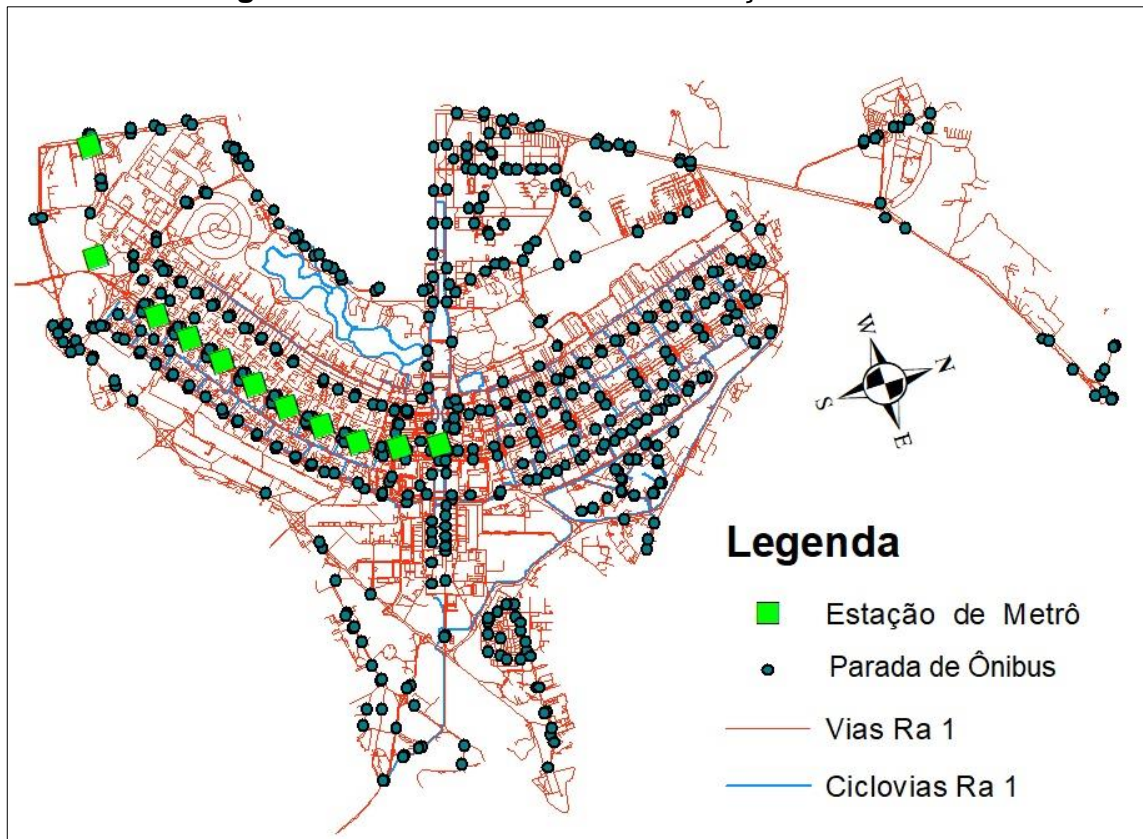 W
N
S
E
Legenda
Estação de Metrô
Parada de Ônibus
Vias Ra 1
Ciclovias Ra 1